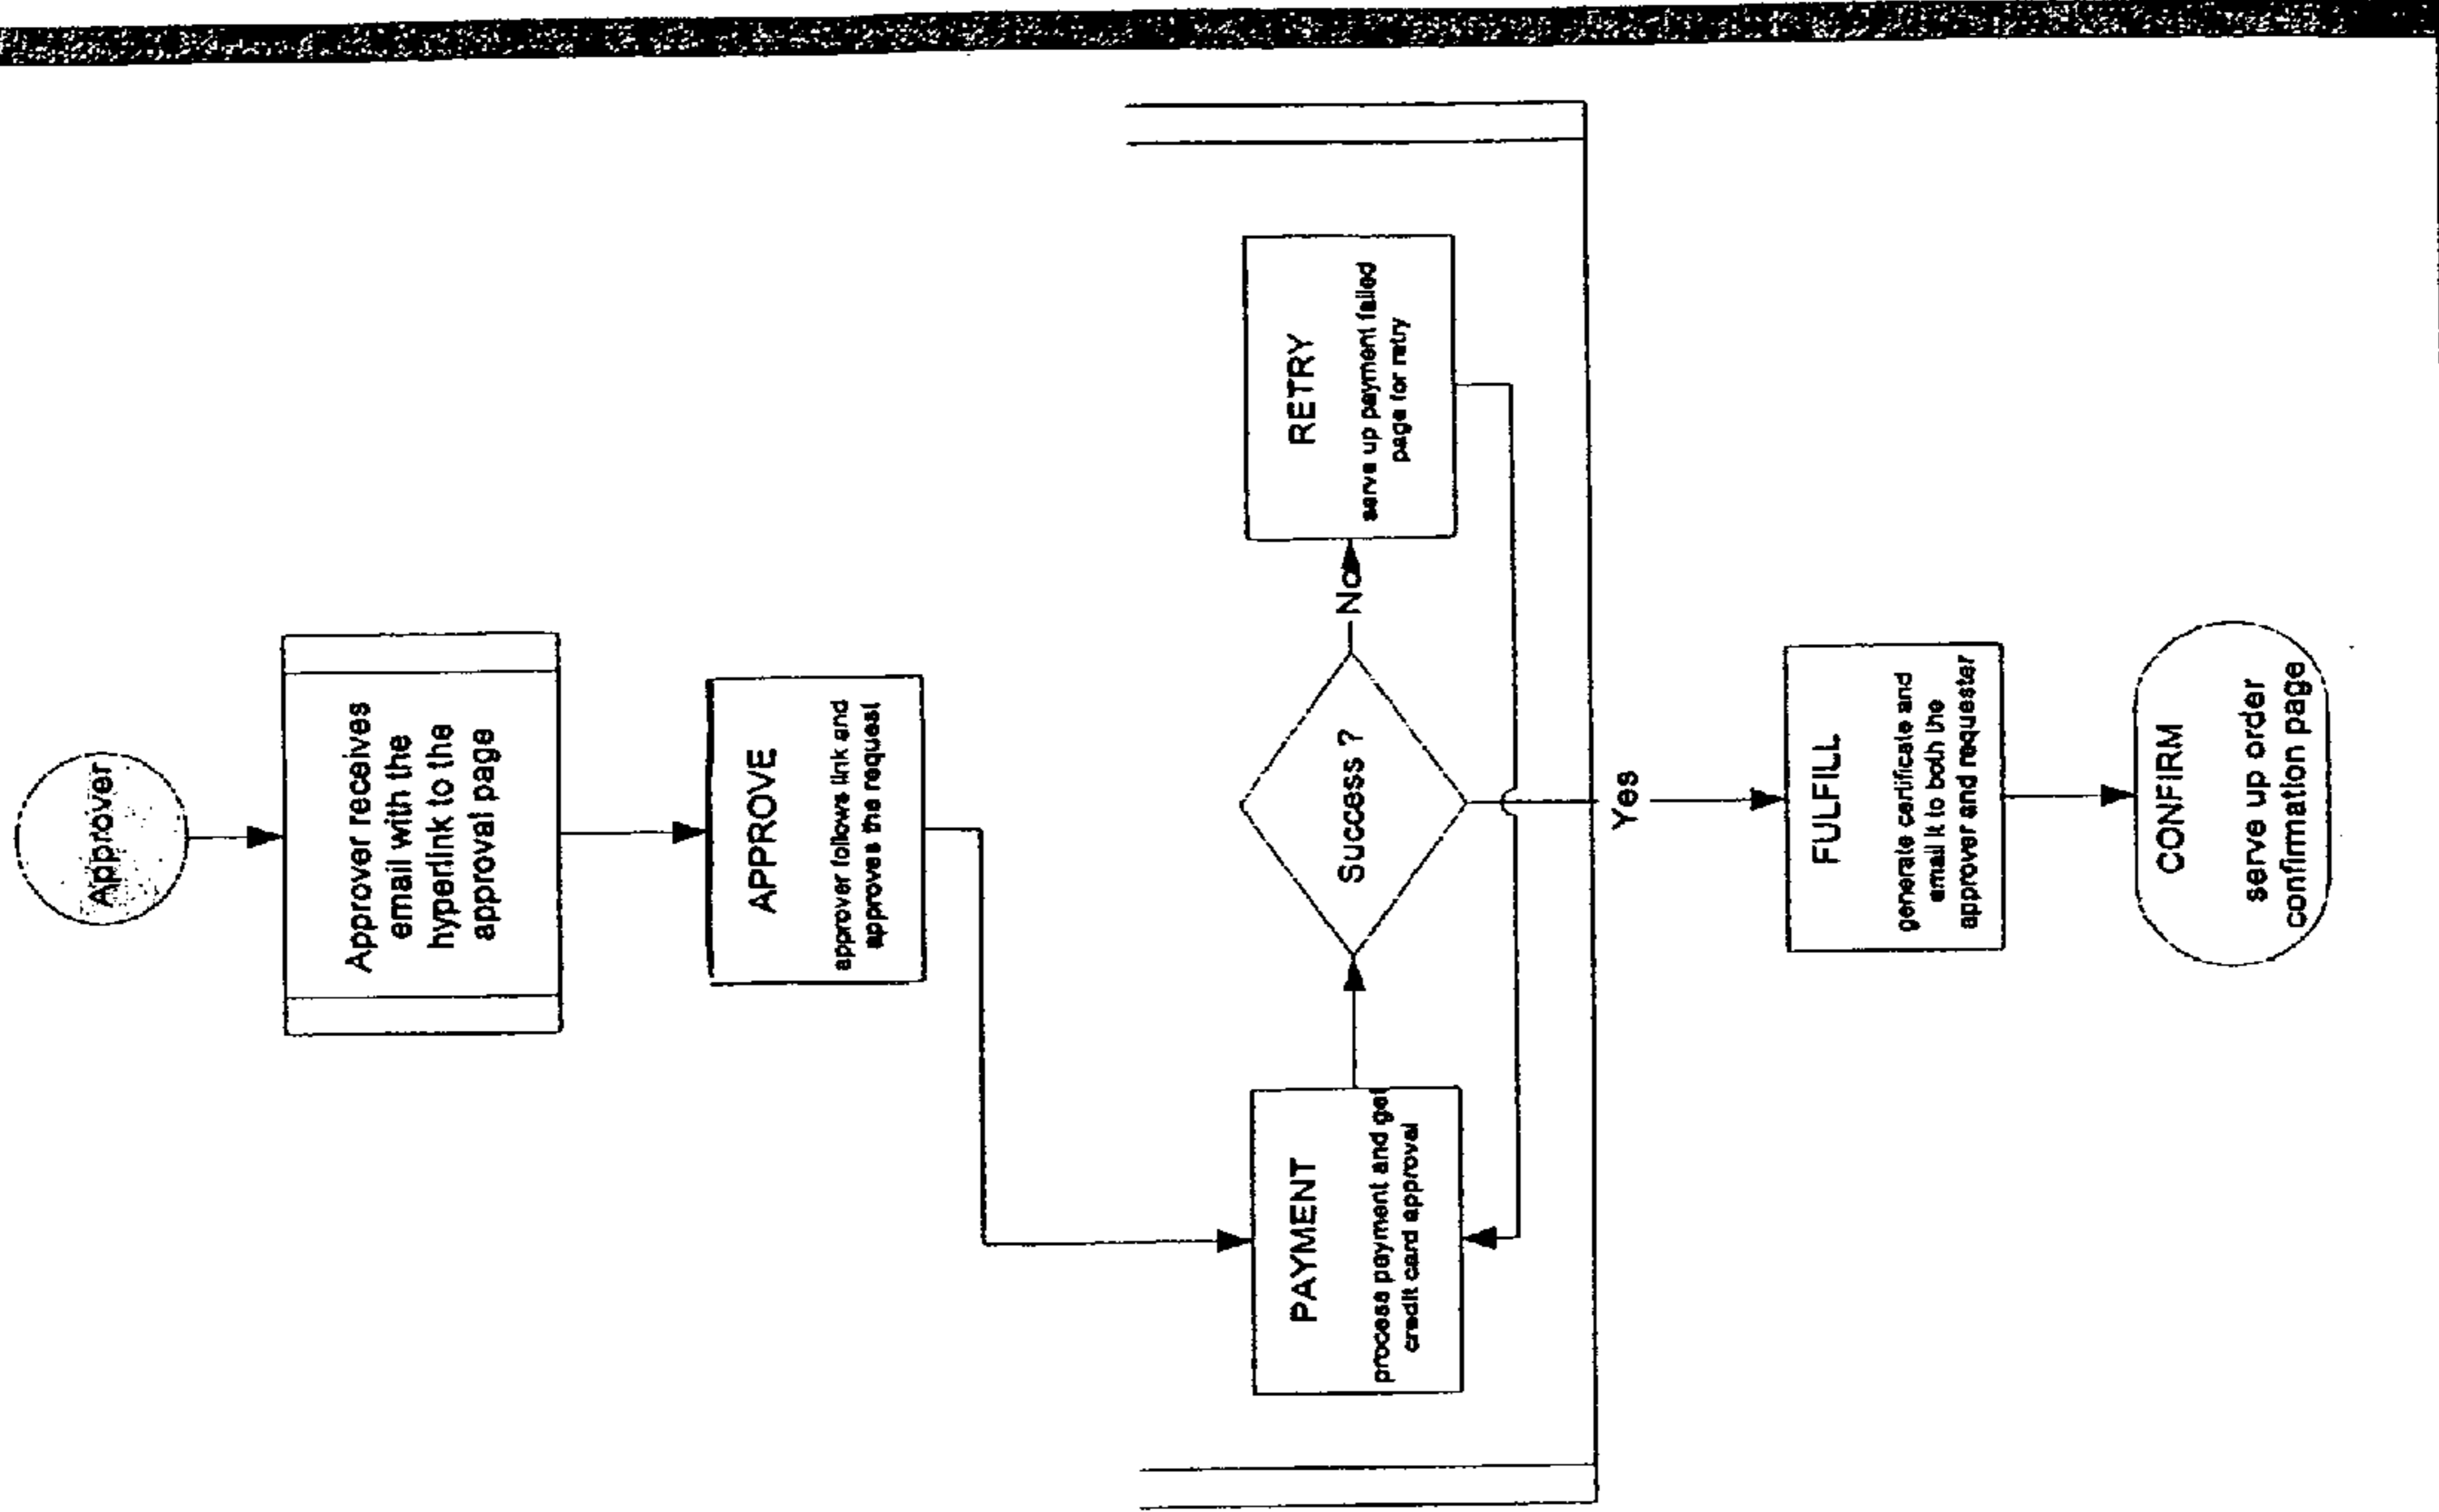 Approver
Approver receives
email with the
hyperlink to the
approval page
APPROVE
approver follows link and
approves the request
PAYMENT
process payment and get
credit card approval
Success ?
No
RETRY
serve up payment failed
page for retry
Yes
FULFILL
generate certificate and
email it to both the
approver and requester
CONFIRM
serve up order
confirmation page